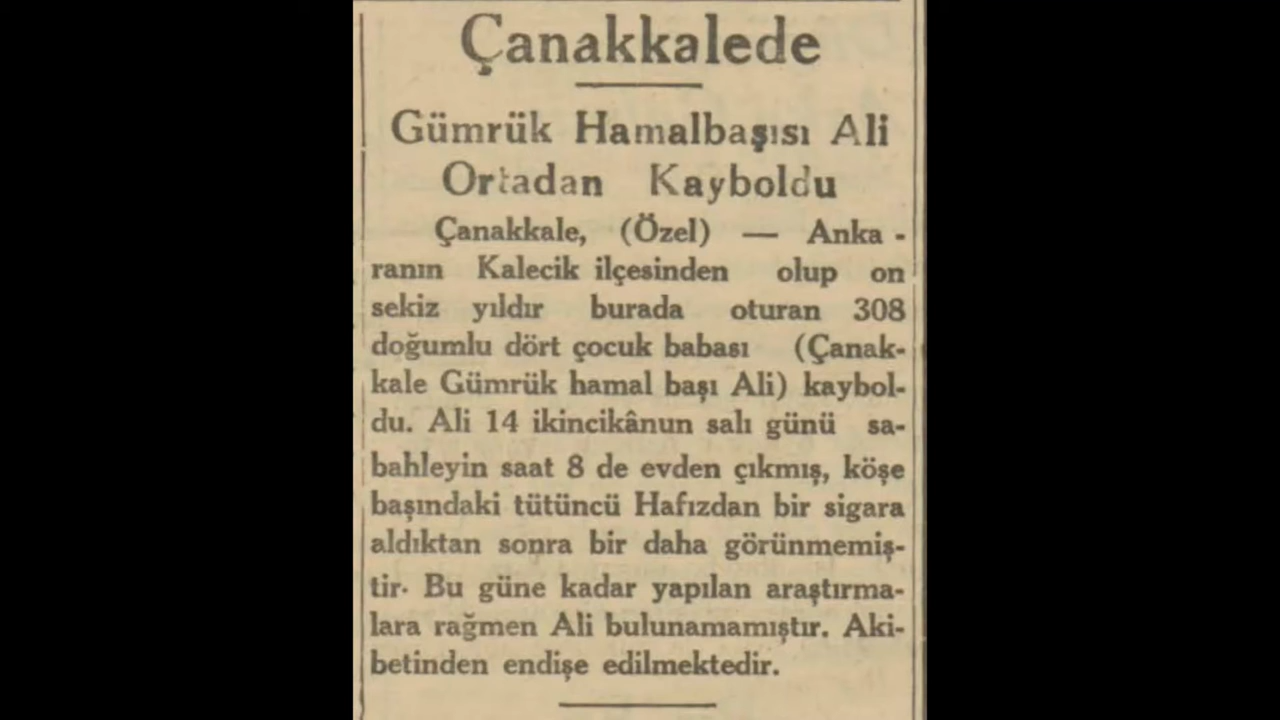 Çanakkalede
Gümrük Hamalbaşısı Ali
Ortadan Kayboldu
Çanakkale, (Özel) — Anka -
ranın Kalecik ilçesinden olup on
sekiz yıldır burada oturan 308
doğumlu dört çocuk babası (Çanak-
kale Gümrük hamal başı Ali) kaybol-
du. Ali 14 ikincikânun salı günü sa-
bahleyin saat 8 de evden çıkmış, köşe
başındaki tütüncü Hafızdan bir sigara
aldıktan sonra bir daha görünmemiş-
tir. Bu güne kadar yapılan araştırma-
lara rağmen Ali bulunamamıştır. Aki-
betinden endişe edilmektedir.